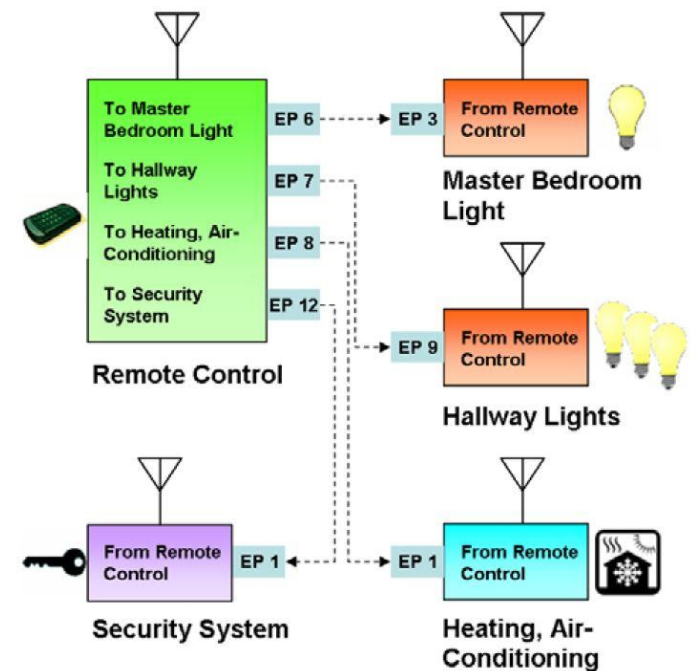 To Master
Bedroom Light
EP 6
To Hallway
Lights
EP 7
To Heating, Air-
Conditioning
EP 8
To Security
System
EP 12
Remote Control
EP 3
From Remote
Control
Master Bedroom
Light
EP 9
From Remote
Control
Hallway Lights
From Remote
Control
EP 1
Security System
EP 1
From Remote
Control
Heating, Air-
Conditioning